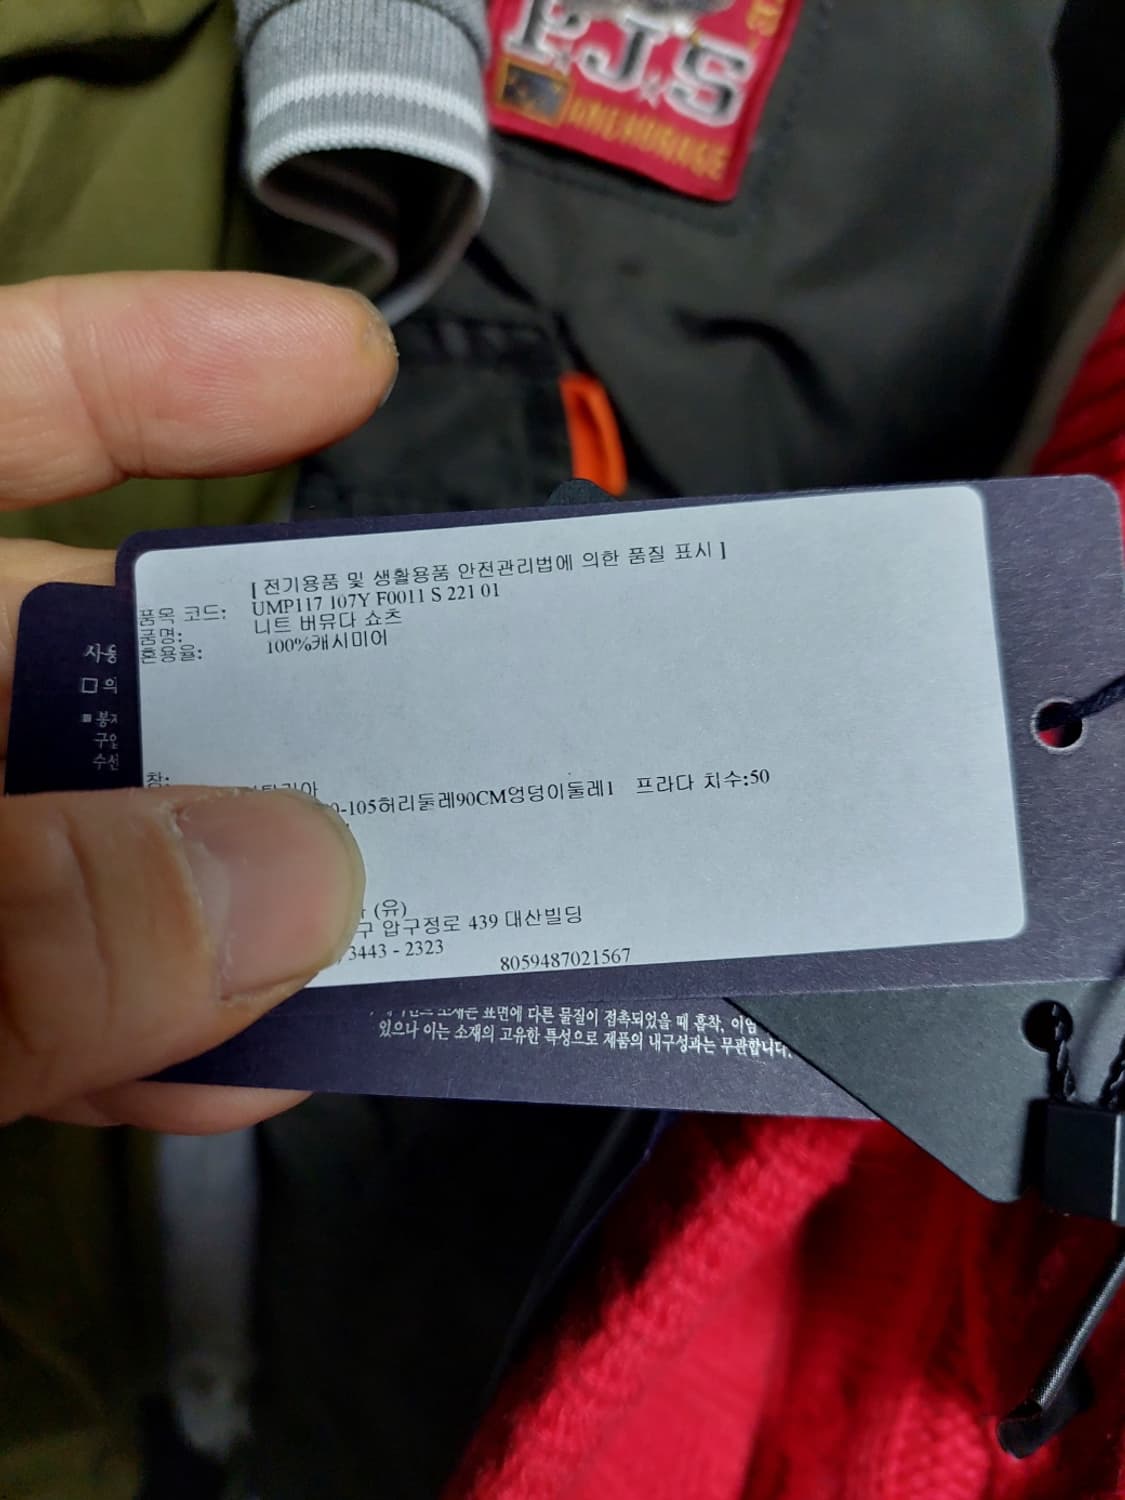 P.J.S
[ 전기용품 및 생활용품 안전관리법에 의한 품질 표시 ]
품목 코드: UMP117 107Y F0011 S 221 01
품명: 니트 버뮤다 쇼츠
혼용율: 100%캐시미어
-105허리둘레90CM엉덩이둘레1 프라다 치수:50
(유)
구 압구정로 439 대산빌딩
3443 - 2323
8059487021567
사용
□ 의
■ 봉제
구입
수선
소재는 표면에 다른 물질이 접촉되었을 때 흡착, 이염
있으나 이는 소재의 고유한 특성으로 제품의 내구성과는 무관합니다.